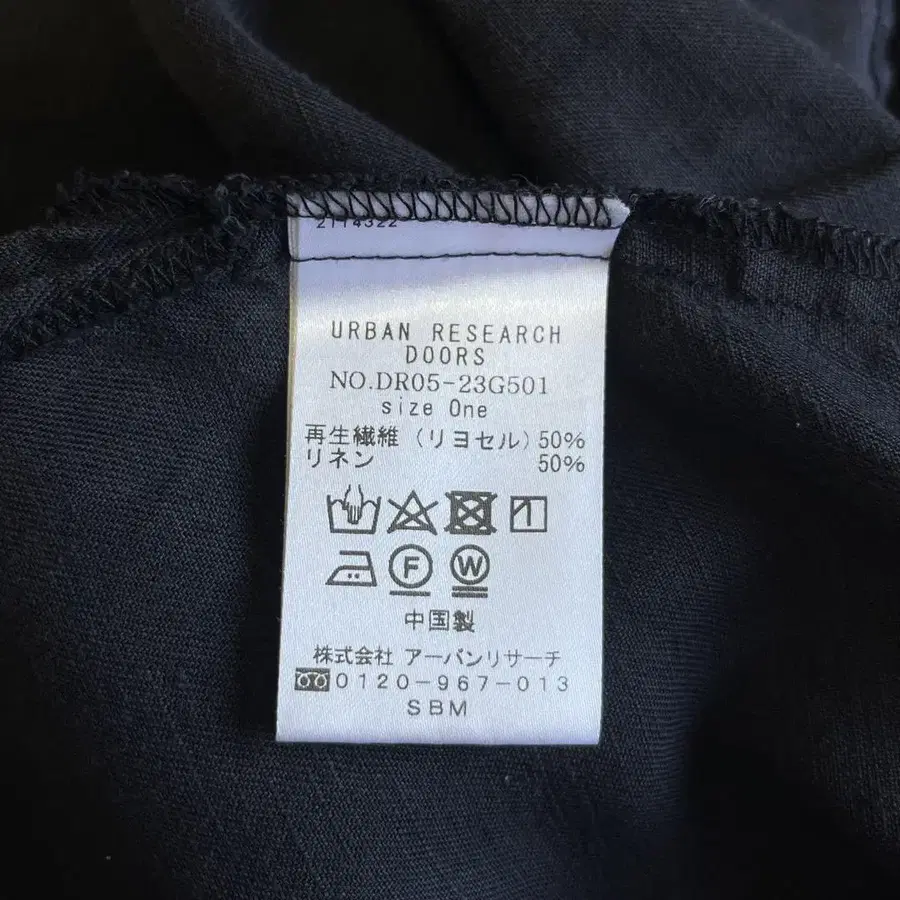 2114322
URBAN RESEARCH
DOORS
NO.DR05-23G501
size One
再生繊維 (リヨセル) 50%
リネン 50%
F W
中国製
株式会社 アーバンリサーチ
0120-967-013
SBM